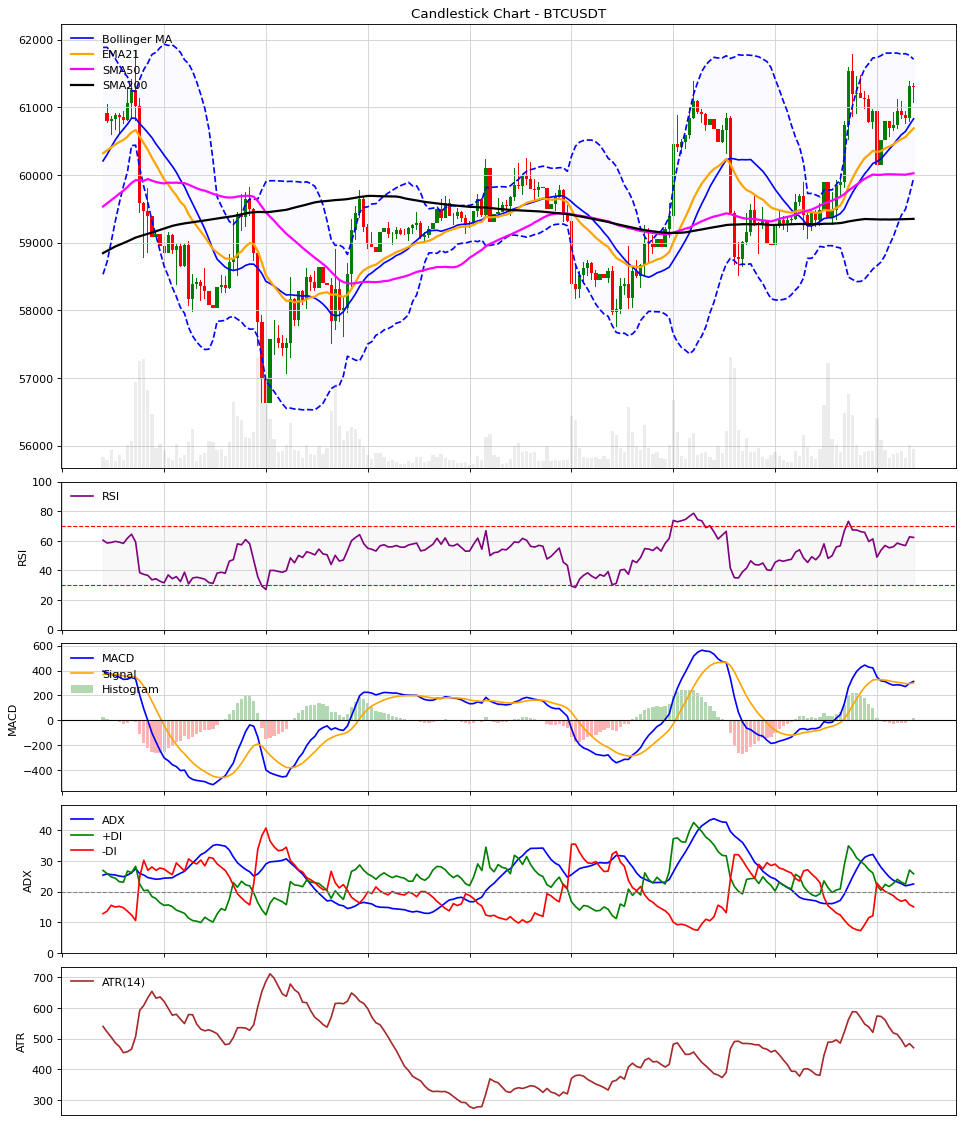 Candlestick Chart - BTCUSDT
Bollinger MA
EMA21
SMA50
SMA200
62000
61000
60000
59000
58000
57000
56000
RSI
100
80
60
40
20
0
RSI
MACD
Signal
Histogram
600
400
200
0
−200
−400
MACD
ADX
+DI
-DI
40
30
20
10
0
ADX
ATR(14)
700
600
500
400
300
ATR